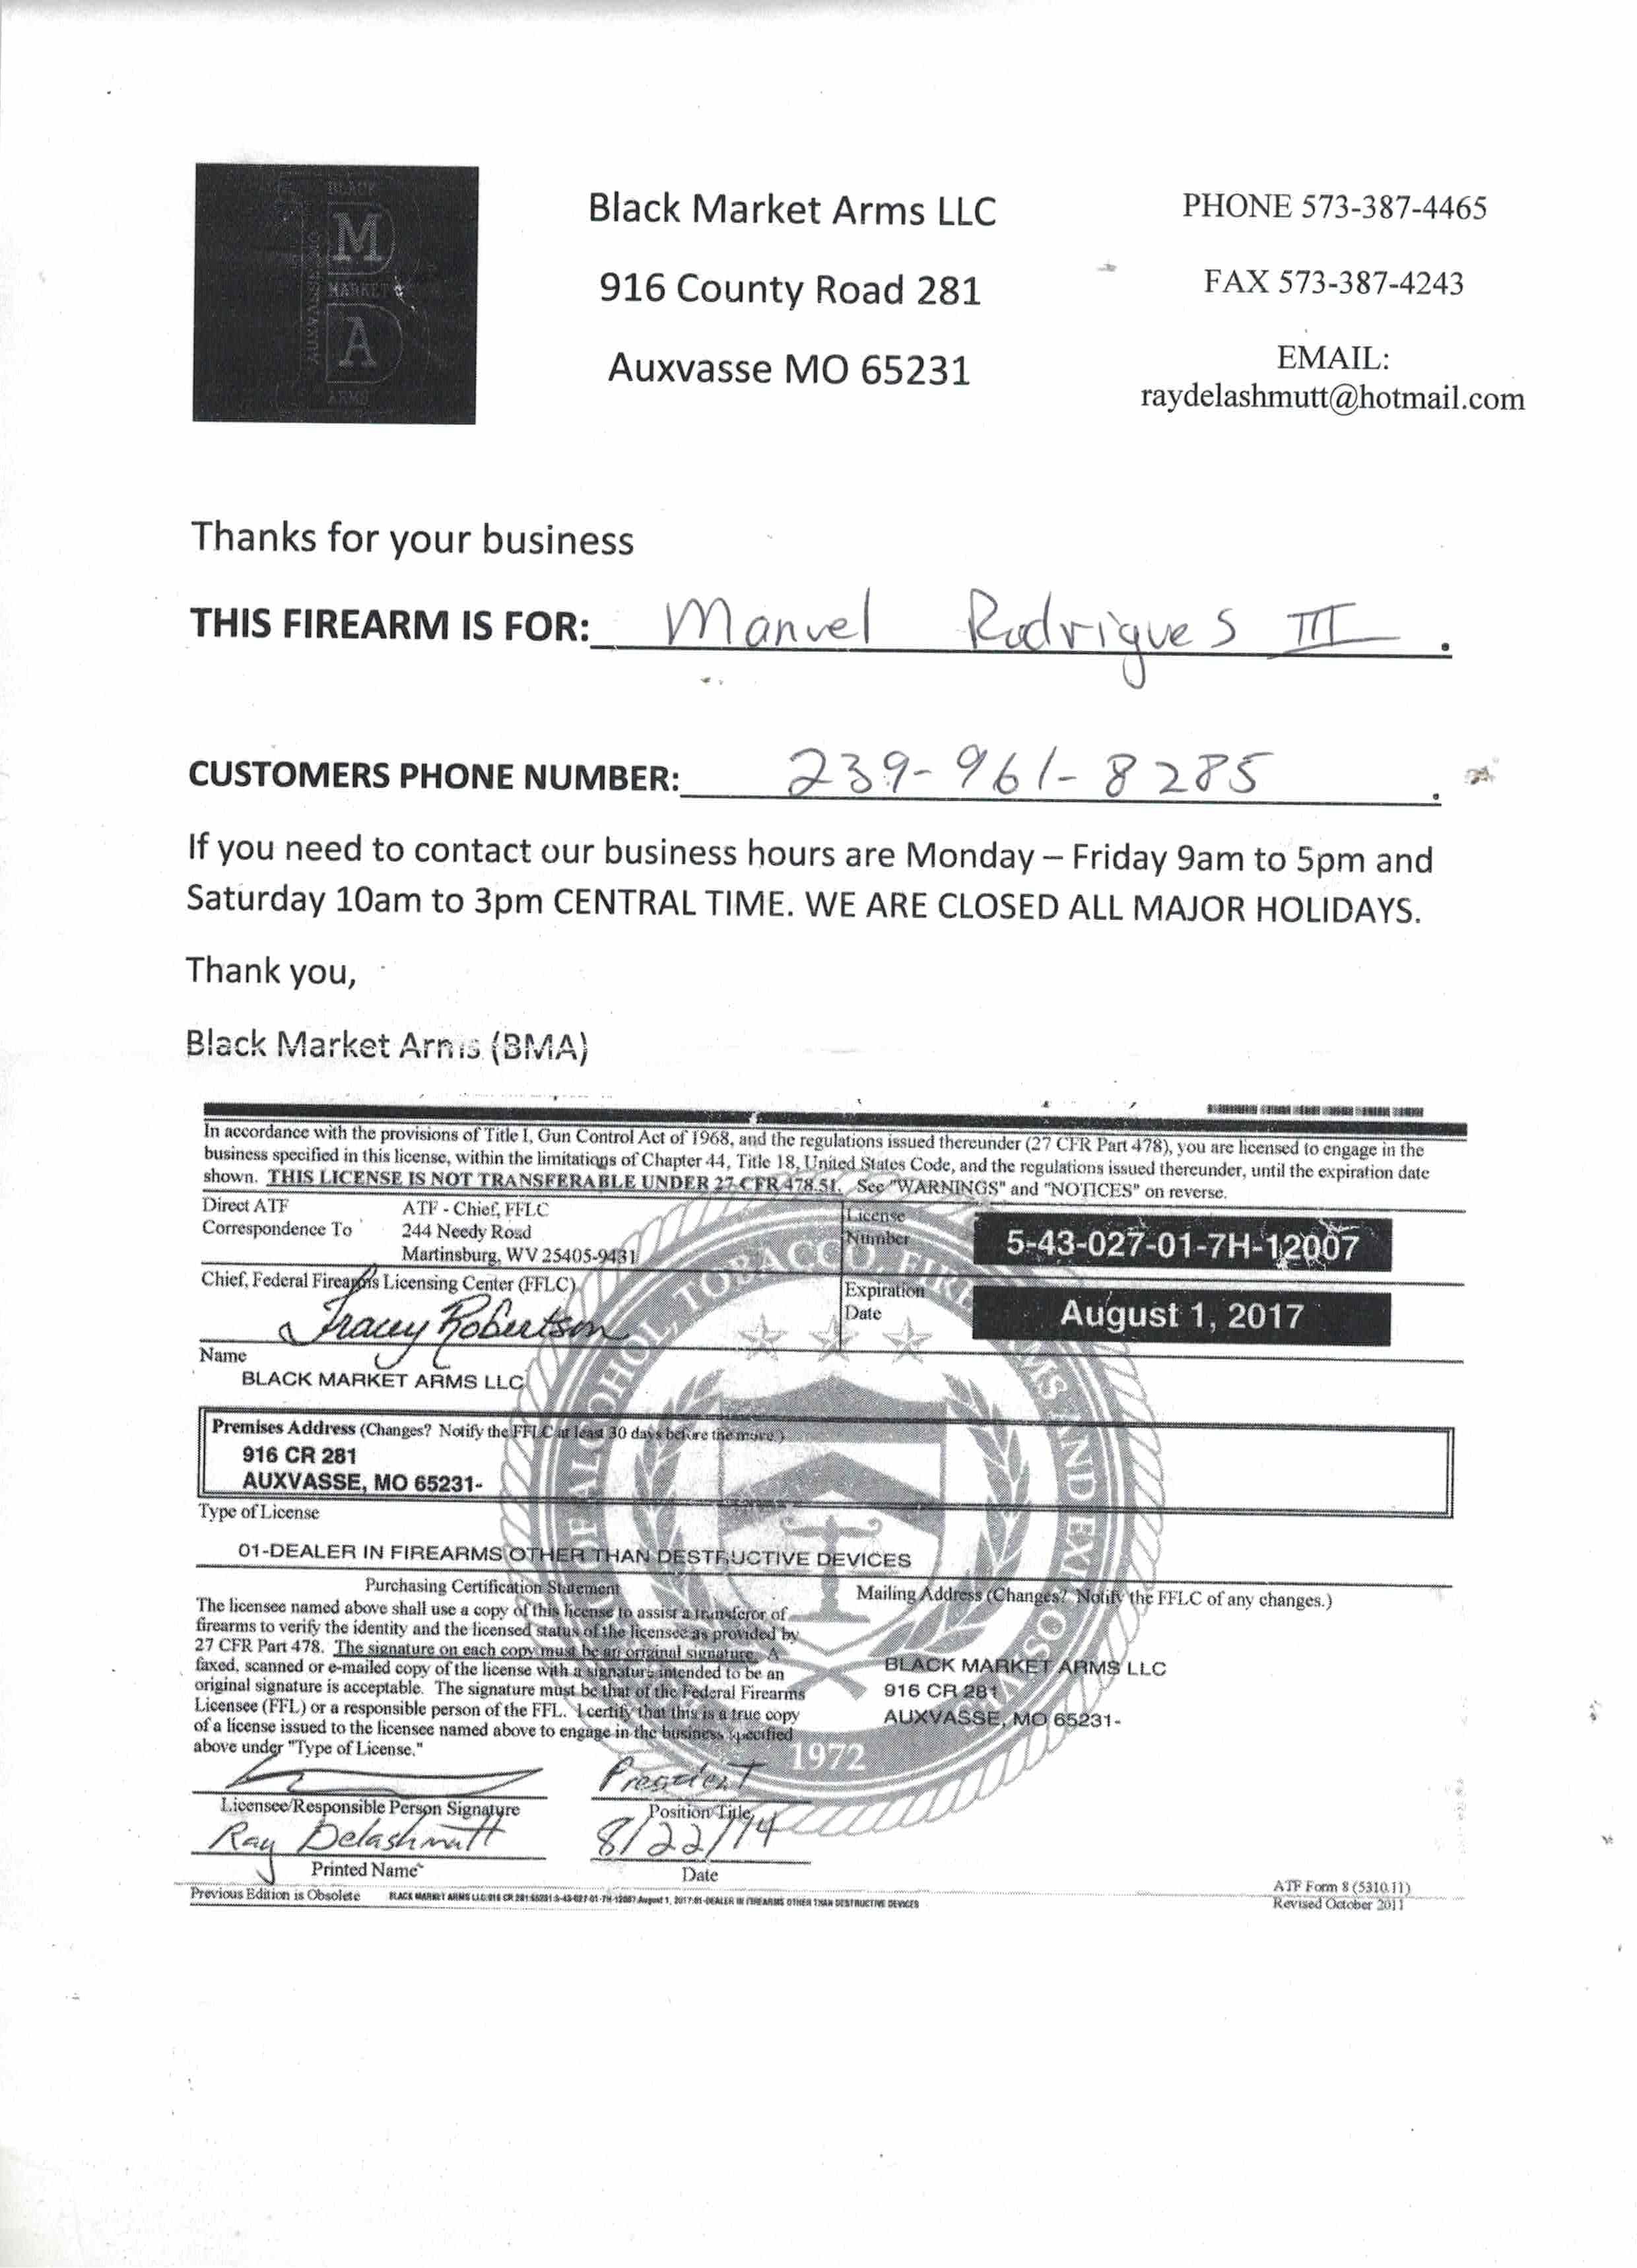 BLACK
M
MARKET
A
ARMS
AUXVASSE MO
Black Market Arms LLC
916 County Road 281
Auxvasse MO 65231
PHONE 573-387-4465
FAX 573-387-4243
EMAIL:
raydelashmutt@hotmail.com
Thanks for your business
THIS FIREARM IS FOR: Manuel Rodrigues III .
CUSTOMERS PHONE NUMBER: 239-961-8285 .
If you need to contact our business hours are Monday – Friday 9am to 5pm and
Saturday 10am to 3pm CENTRAL TIME. WE ARE CLOSED ALL MAJOR HOLIDAYS.
Thank you,
Black Market Arms (BMA)
In accordance with the provisions of Title I, Gun Control Act of 1968, and the regulations issued thereunder (27 CFR Part 478), you are licensed to engage in the
business specified in this license, within the limitations of Chapter 44, Title 18, United States Code, and the regulations issued thereunder, until the expiration date
shown. THIS LICENSE IS NOT TRANSFERABLE UNDER 27 CFR 478.51. See "WARNINGS" and "NOTICES" on reverse.
Direct ATF
Correspondence To
ATF - Chief, FFLC
244 Needy Road
Martinsburg, WV 25405-9431
License
Number
5-43-027-01-7H-12007
Chief, Federal Firearms Licensing Center (FFLC)
Tracey Robertson
Expiration
Date
August 1, 2017
Name
BLACK MARKET ARMS LLC
Premises Address (Changes? Notify the FFLC at least 30 days before the move.)
916 CR 281
AUXVASSE, MO 65231-
Type of License
01-DEALER IN FIREARMS OTHER THAN DESTRUCTIVE DEVICES
Purchasing Certification Statement
The licensee named above shall use a copy of this license to assist a transferor of
firearms to verify the identity and the licensed status of the licensee as provided by
27 CFR Part 478. The signature on each copy must be an original signature. A
faxed, scanned or e-mailed copy of the license with a signature intended to be an
original signature is acceptable. The signature must be that of the Federal Firearms
Licensee (FFL) or a responsible person of the FFL. I certify that this is a true copy
of a license issued to the licensee named above to engage in the business specified
above under "Type of License."
Mailing Address (Changes? Notify the FFLC of any changes.)
BLACK MARKET ARMS LLC
916 CR 281
AUXVASSE, MO 65231-
1972
President
Licensee/Responsible Person Signature
Position/Title
Ray Delashmutt
8/22/14
Printed Name
Date
Previous Edition is Obsolete
BLACK MARKET ARMS LLC:916 CR 281:65231:5-43-027-01-7H-12007:August 1, 2017:01-DEALER IN FIREARMS OTHER THAN DESTRUCTIVE DEVICES
ATF Form 8 (5310.11)
Revised October 2011